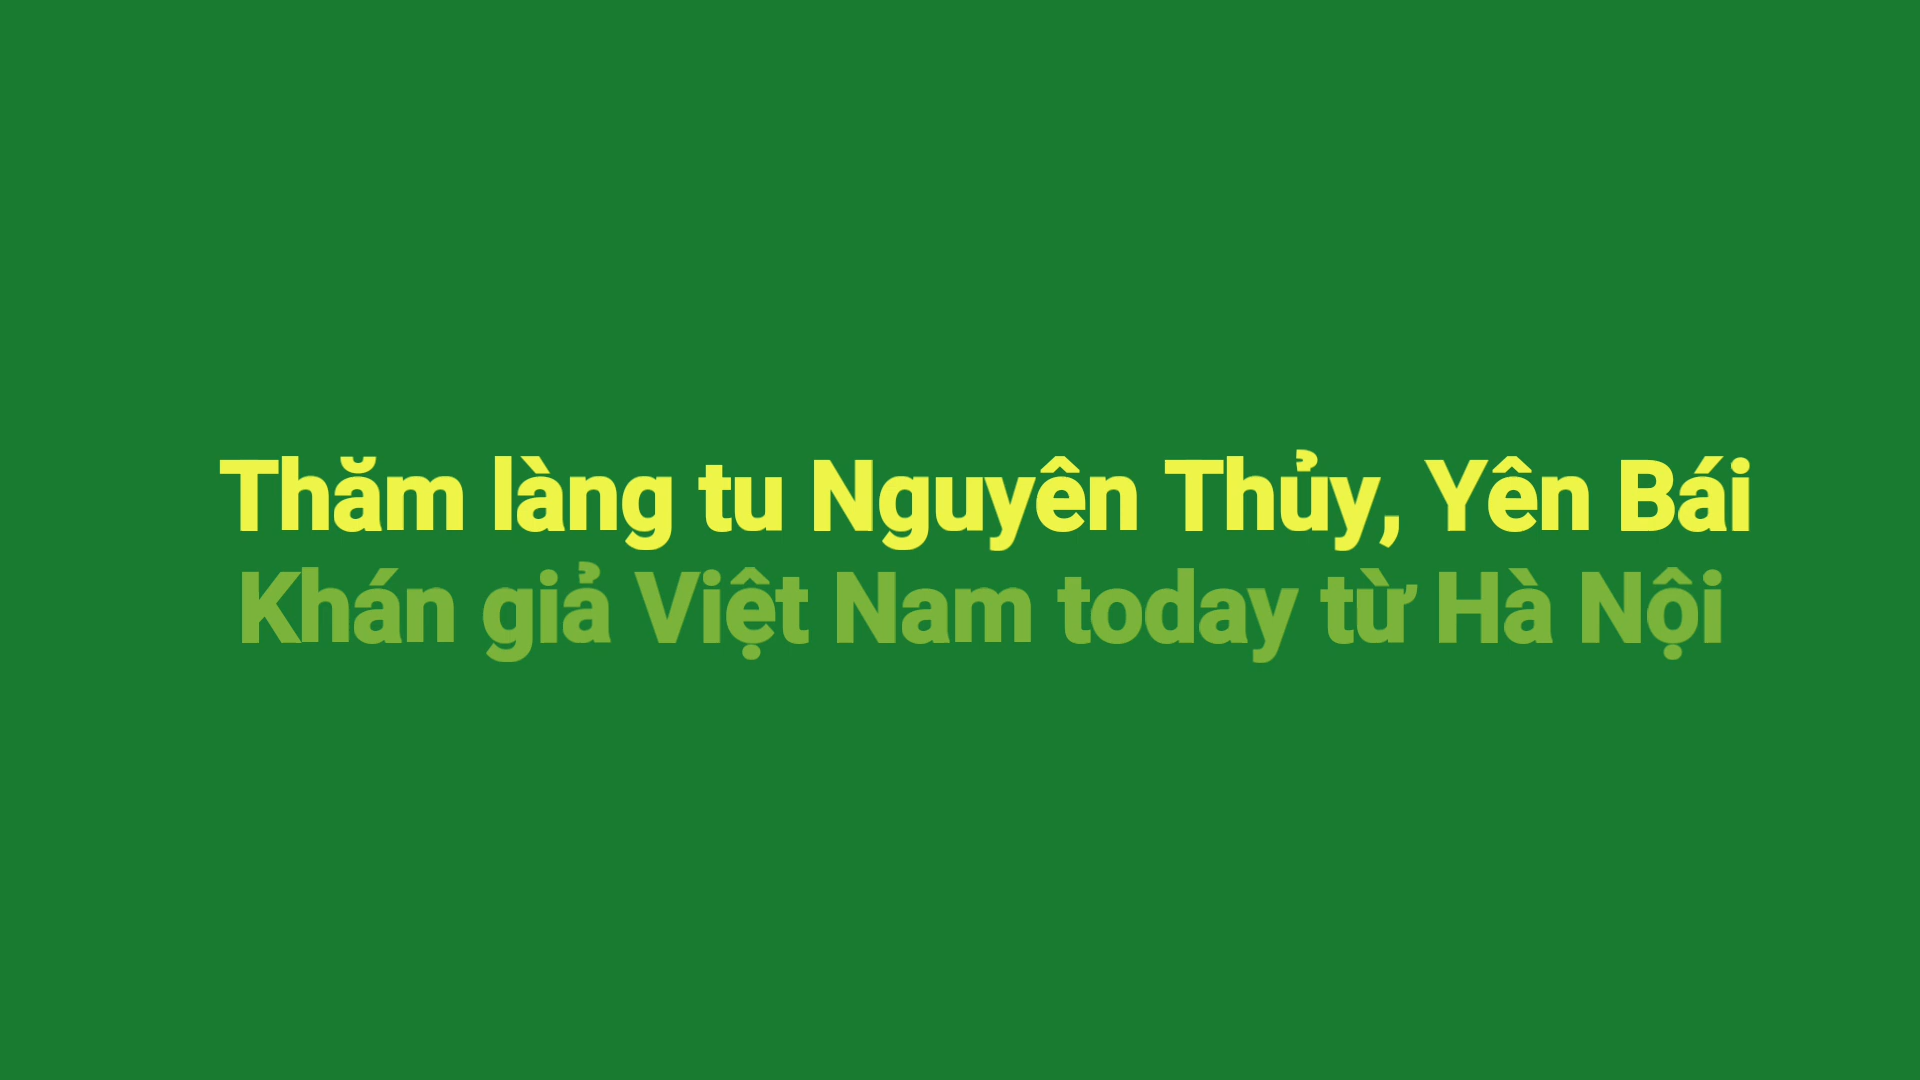 Thăm làng tu Nguyên Thủy, Yên Bái
Khán giả Việt Nam today từ Hà Nội